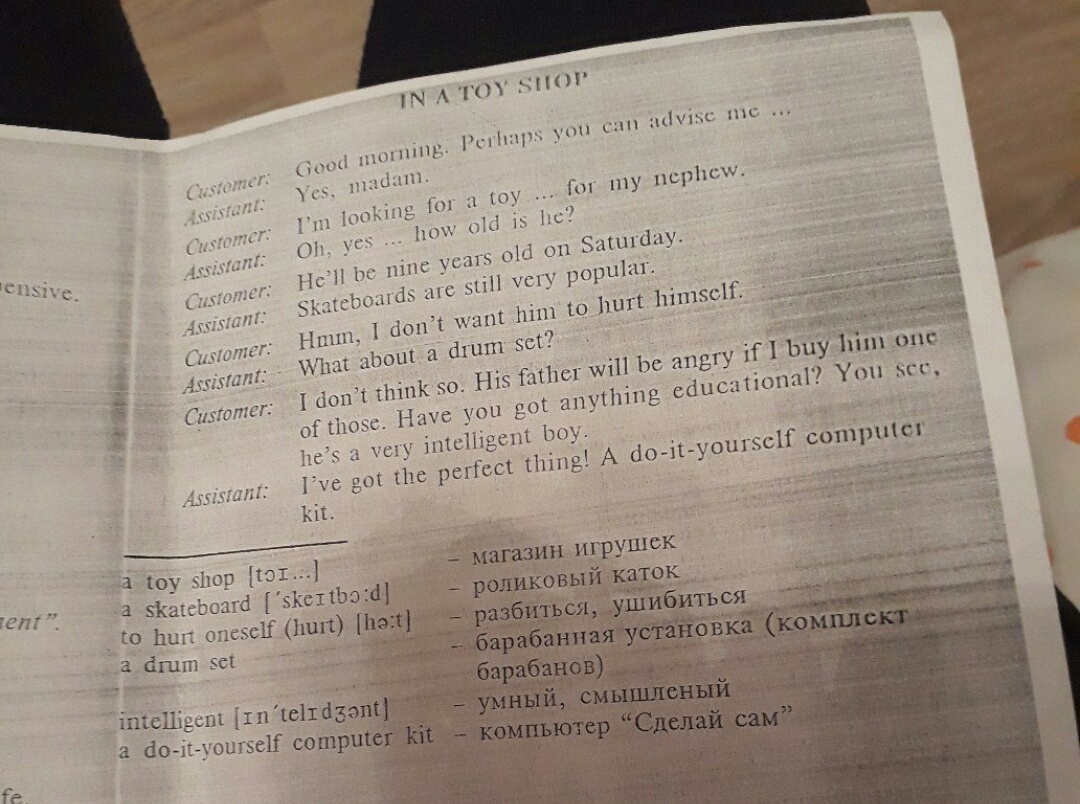 IN A TOY SHOP
Customer: Good morning. Perhaps you can advise me ...
Assistant: Yes, madam.
Customer: I'm looking for a toy ... for my nephew.
Assistant: Oh, yes ... how old is he?
Customer: He'll be nine years old on Saturday.
Assistant: Skateboards are still very popular.
Customer: Hmm, I don't want him to hurt himself.
Assistant: What about a drum set?
Customer: I don't think so. His father will be angry if I buy him one
of those. Have you got anything educational? You see,
he's a very intelligent boy.
Assistant: I've got the perfect thing! A do-it-yourself computer
kit.
a toy shop [tɔɪ...] – магазин игрушек
a skateboard [ˊskeɪtbɔ:d] – роликовый каток
to hurt oneself (hurt) [hə:t] – разбиться, ушибиться
a drum set – барабанная установка (комплект
барабанов)
intelligent [ɪnˊtelɪdʒənt] – умный, смышленый
a do-it-yourself computer kit – компьютер “Сделай сам”